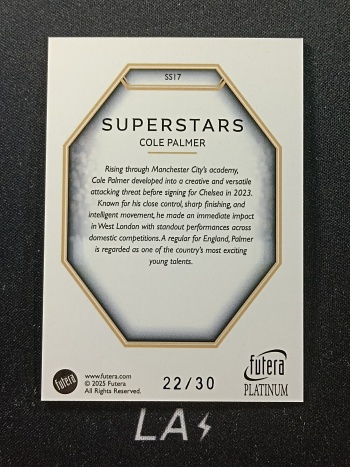 SS17
SUPERSTARS
COLE PALMER
Rising through Manchester City's academy,
Cole Palmer developed into a creative and versatile
attacking threat before signing for Chelsea in 2023.
Known for his close control, sharp finishing, and
intelligent movement, he made an immediate impact
in West London with standout performances across
domestic competitions. A regular for England, Palmer
is regarded as one of the country's most exciting
young talents.
futera
www.futera.com
© 2025 Futera
All Rights Reserved.
22/30
futera
PLATINUM
LA